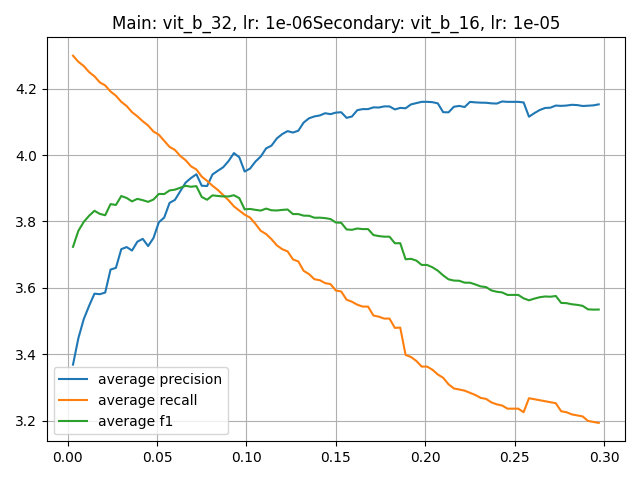 Main: vit_b_32, lr: 1e-06Secondary: vit_b_16, lr: 1e-05
4.2
4.0
3.8
3.6
3.4
3.2
average precision
average recall
average f1
0.00 0.05 0.10 0.15 0.20 0.25 0.30